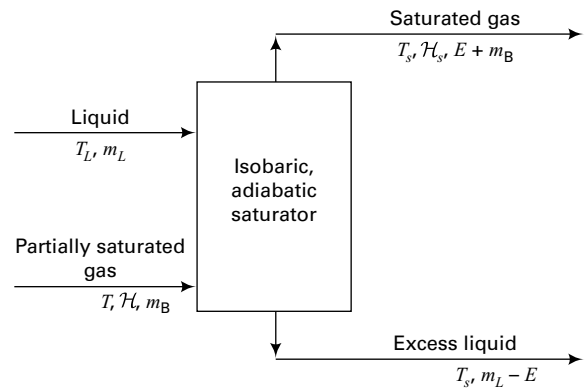 Saturated gas
T_s, ℋ_s, E + m_B
Liquid
T_L, m_L
Isobaric,
adiabatic
saturator
Partially saturated
gas
T, ℋ, m_B
Excess liquid
T_s, m_L – E